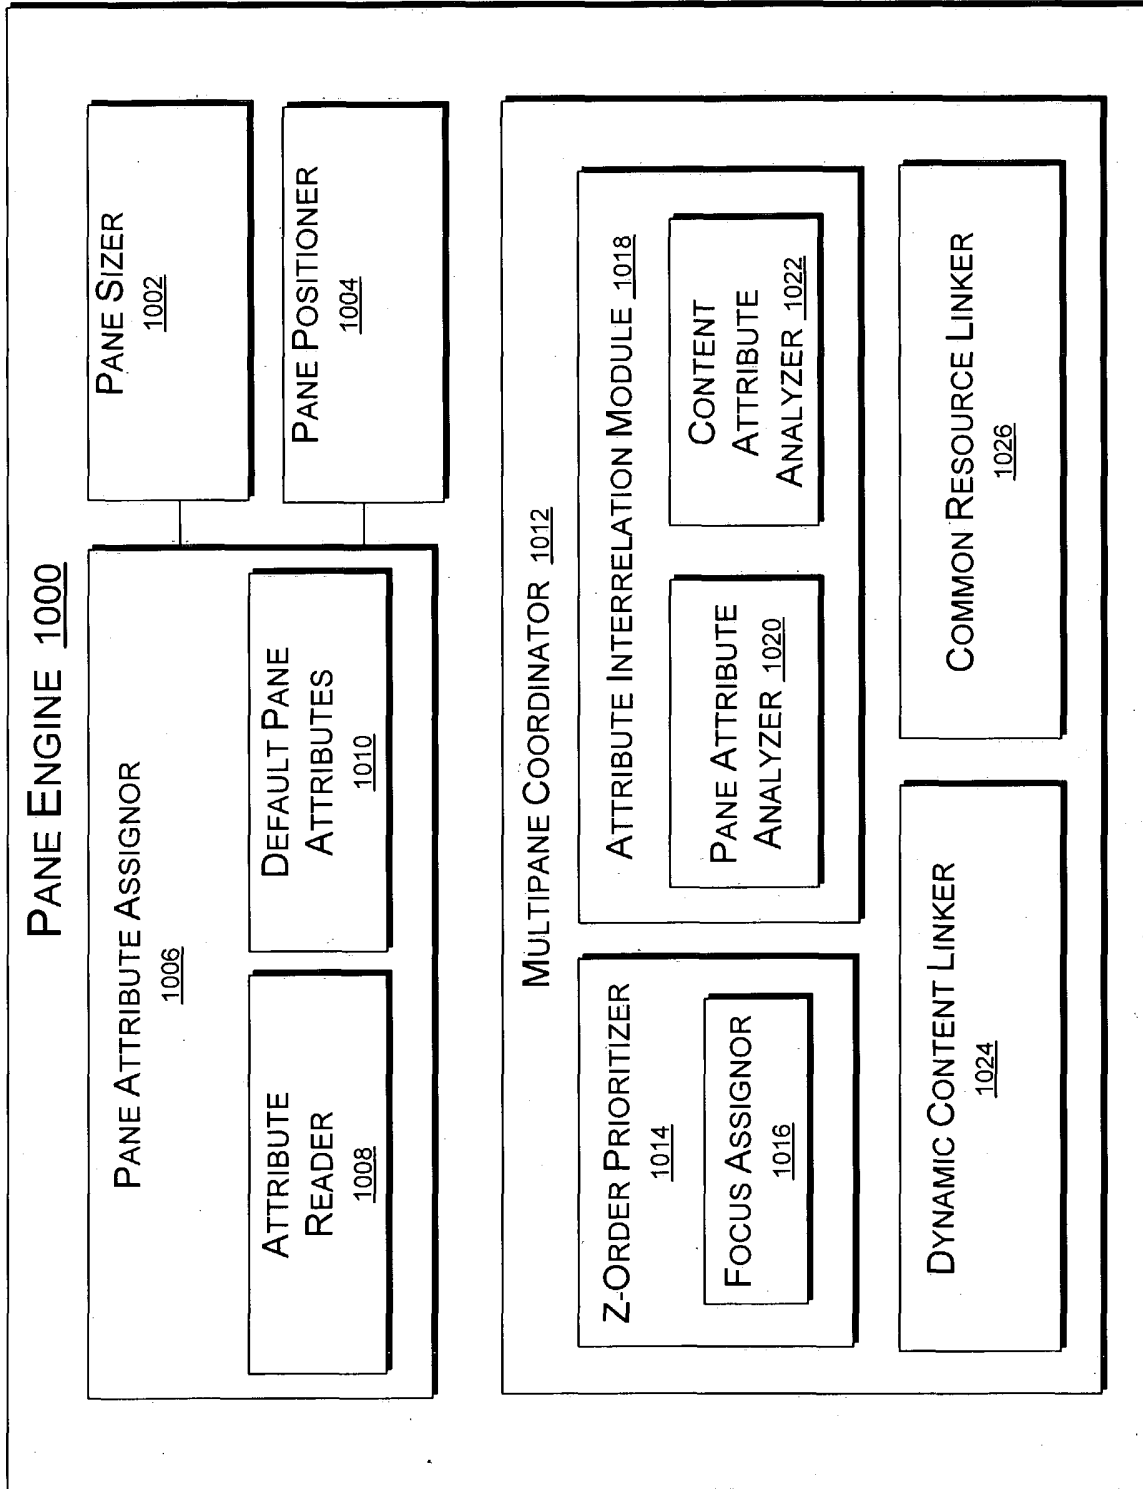 PANE ENGINE 1000
PANE ATTRIBUTE ASSIGNOR
1006
ATTRIBUTE
READER
1008
DEFAULT PANE
ATTRIBUTES
1010
PANE SIZER
1002
PANE POSITIONER
1004
MULTIPANE COORDINATOR 1012
Z-ORDER PRIORITIZER
1014
FOCUS ASSIGNOR
1016
ATTRIBUTE INTERRELATION MODULE 1018
PANE ATTRIBUTE
ANALYZER 1020
CONTENT
ATTRIBUTE
ANALYZER 1022
DYNAMIC CONTENT LINKER
1024
COMMON RESOURCE LINKER
1026